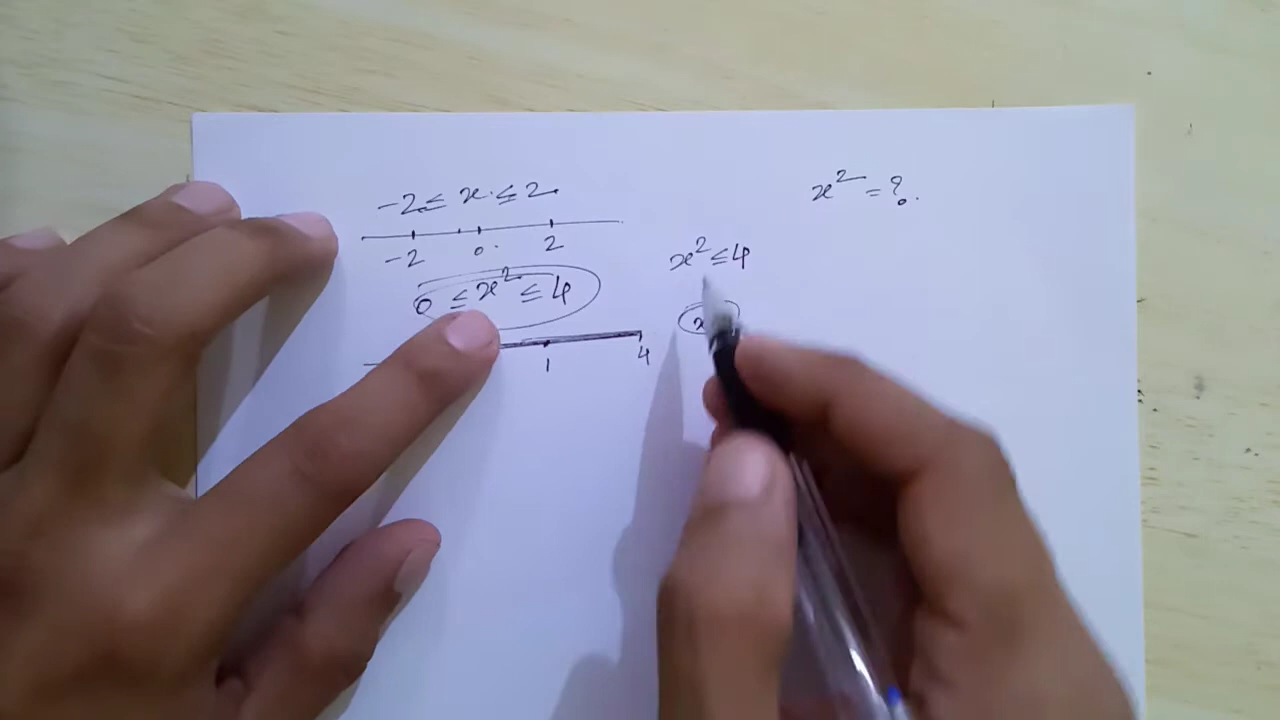 -2 ≤ x ≤ 2
x² = ?
-2 0 2
x² ≤ 4
0 ≤ x² ≤ 4
x
1 4